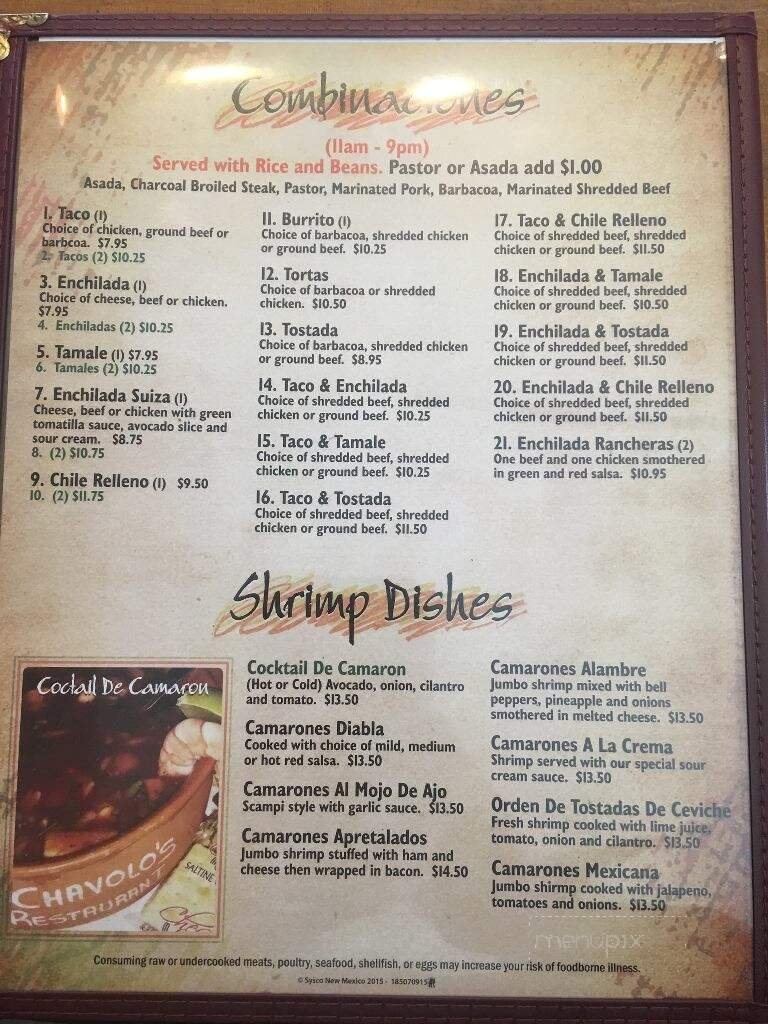 Combinaciones
(11am - 9pm)
Served with Rice and Beans. Pastor or Asada add $1.00
Asada, Charcoal Broiled Steak, Pastor, Marinated Pork, Barbacoa, Marinated Shredded Beef
1. Taco (1)
Choice of chicken, ground beef or
barbcoa. $7.95
2. Tacos (2) $10.25
3. Enchilada (1)
Choice of cheese, beef or chicken.
$7.95
4. Enchiladas (2) $10.25
5. Tamale (1) $7.95
6. Tamales (2) $10.25
7. Enchilada Suiza (1)
Cheese, beef or chicken with green
tomatilla sauce, avocado slice and
sour cream. $8.75
8. (2) $10.75
9. Chile Relleno (1) $9.50
10. (2) $11.75
11. Burrito (1)
Choice of barbacoa, shredded chicken
or ground beef. $10.25
12. Tortas
Choice of barbacoa or shredded
chicken. $10.50
13. Tostada
Choice of barbacoa, shredded chicken
or ground beef. $8.95
14. Taco & Enchilada
Choice of shredded beef, shredded
chicken or ground beef. $10.25
15. Taco & Tamale
Choice of shredded beef, shredded
chicken or ground beef. $10.25
16. Taco & Tostada
Choice of shredded beef, shredded
chicken or ground beef. $11.50
17. Taco & Chile Relleno
Choice of shredded beef, shredded
chicken or ground beef. $11.50
18. Enchilada & Tamale
Choice of shredded beef, shredded
chicken or ground beef. $10.50
19. Enchilada & Tostada
Choice of shredded beef, shredded
chicken or ground beef. $11.50
20. Enchilada & Chile Relleno
Choice of shredded beef, shredded
chicken or ground beef. $11.50
21. Enchilada Rancheras (2)
One beef and one chicken smothered
in green and red salsa. $10.95
Shrimp Dishes
Coctail De Camaron
CHAVOLO'S
RESTAURANT
SALTINE
Cocktail De Camaron
(Hot or Cold) Avocado, onion, cilantro
and tomato. $13.50
Camarones Diabla
Cooked with choice of mild, medium
or hot red salsa. $13.50
Camarones Al Mojo De Ajo
Scampi style with garlic sauce. $13.50
Camarones Apretalados
Jumbo shrimp stuffed with ham and
cheese then wrapped in bacon. $14.50
Camarones Alambre
Jumbo shrimp mixed with bell
peppers, pineapple and onions
smothered in melted cheese. $13.50
Camarones A La Crema
Shrimp served with our special sour
cream sauce. $13.50
Orden De Tostadas De Ceviche
Fresh shrimp cooked with lime juice,
tomato, onion and cilantro. $13.50
Camarones Mexicana
Jumbo shirmp cooked with jalapeno,
tomatoes and onions. $13.50
menupix
Consuming raw or undercooked meats, poultry, seafood, shellfish, or eggs may increase your risk of foodborne illness.
© Sysco New Mexico 2015 - 185070915